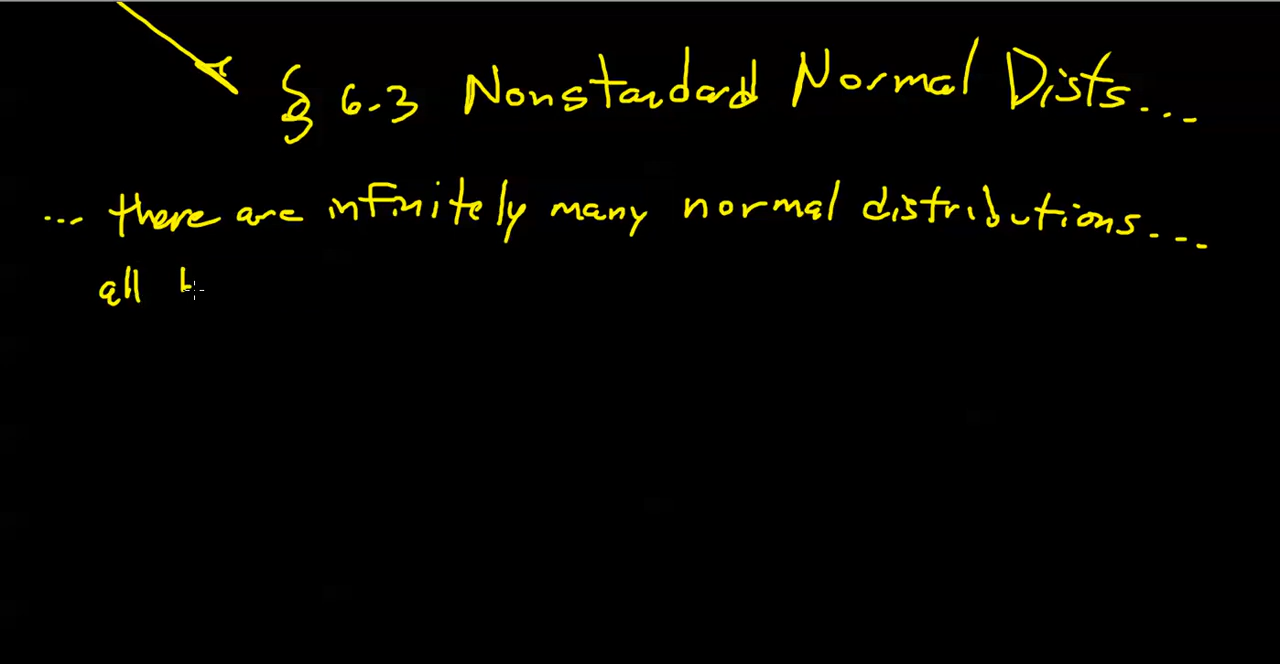 § 6.3 Nonstandard Normal Dists...
... there are infinitely many normal distributions...
all